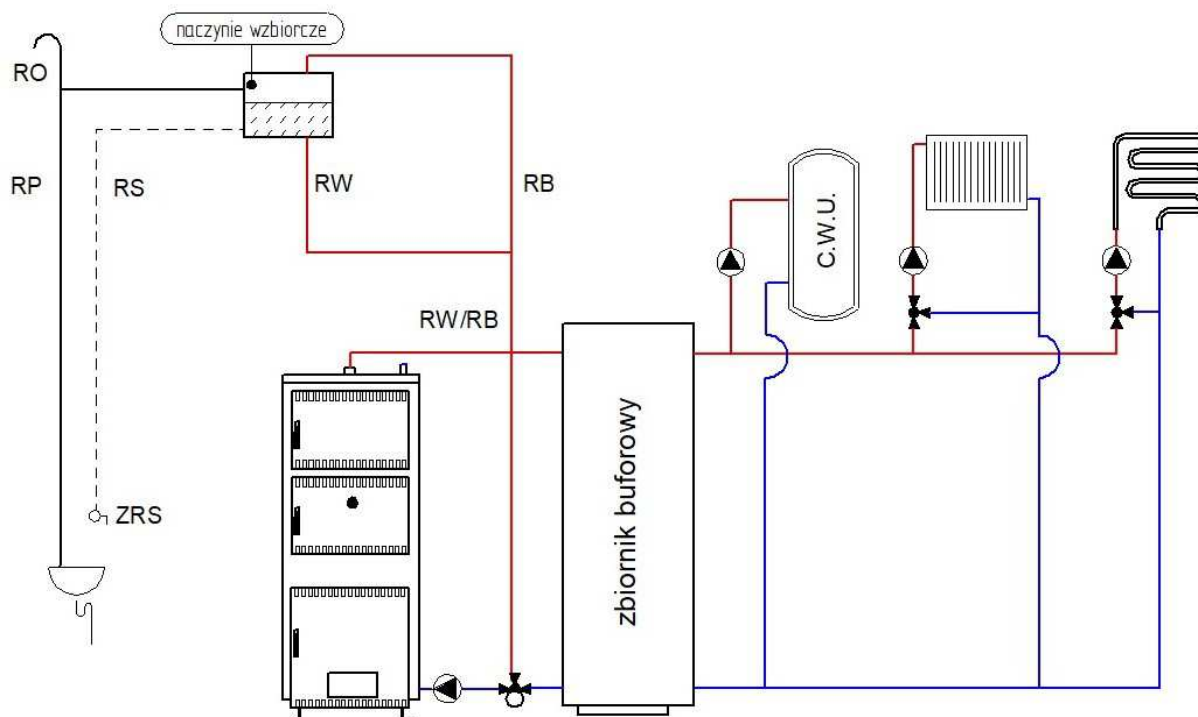 naczynie wzbiorcze
RO
RP
RS
RW
RB
C.W.U.
RW/RB
zbiornik buforowy
ZRS